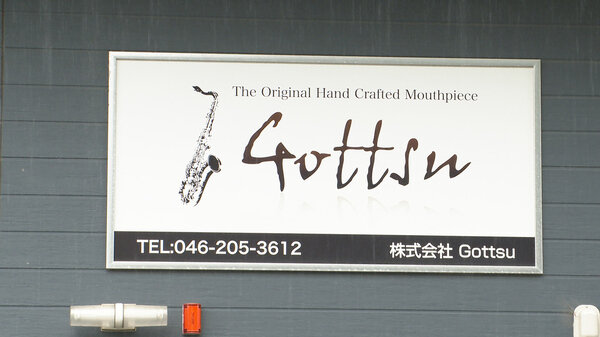 The Original Hand Crafted Mouthpiece
Gottsu
TEL:046-205-3612
株式会社 Gottsu